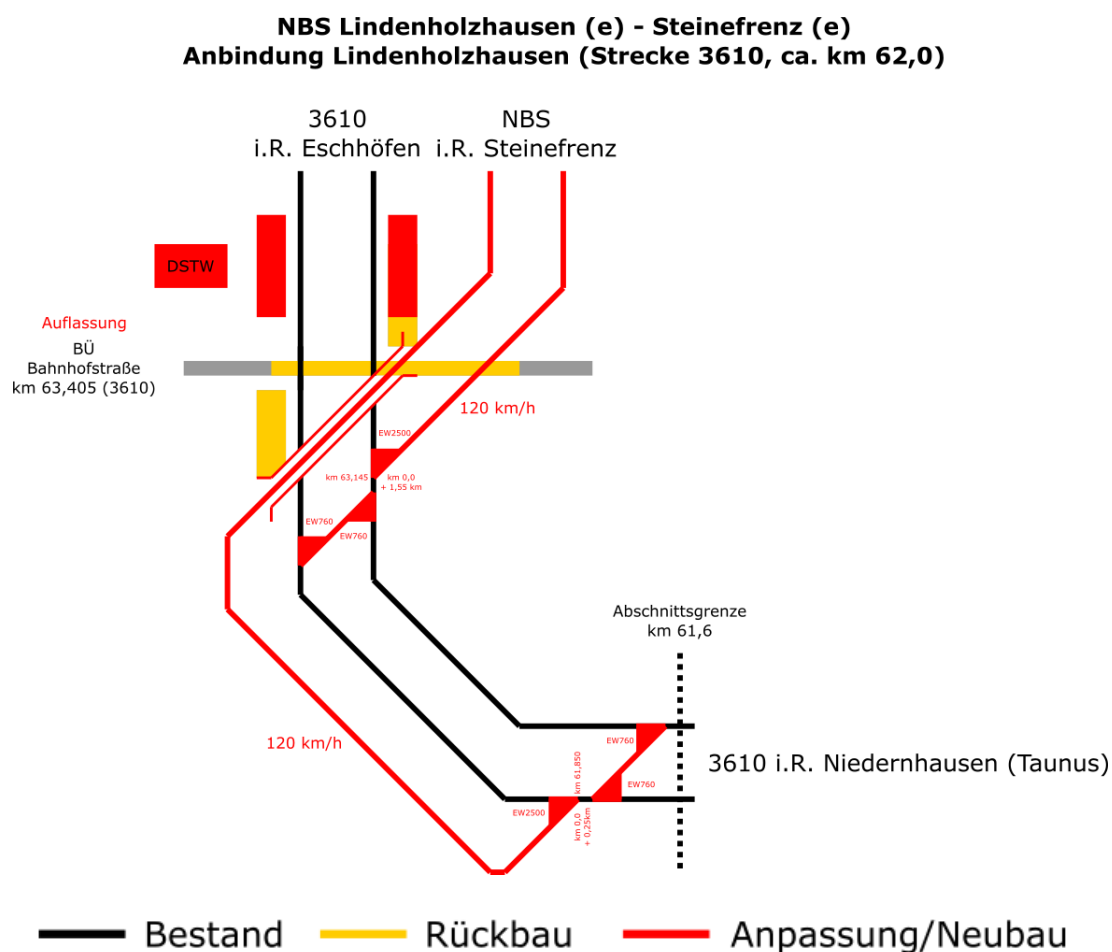 NBS Lindenholzhausen (e) - Steinefrenz (e)
Anbindung Lindenholzhausen (Strecke 3610, ca. km 62,0)
3610
i.R. Eschhöfen
NBS
i.R. Steinefrenz
DSTW
Auflassung
BÜ
Bahnhofstraße
km 63,405 (3610)
120 km/h
EW2500
km 63,145
km 0,0
+ 1,55 km
EW760
EW760
Abschnittsgrenze
km 61,6
120 km/h
EW760
3610 i.R. Niedernhausen (Taunus)
km 61,850
EW760
EW2500
km 0,0
+ 0,25km
Bestand
Rückbau
Anpassung/Neubau